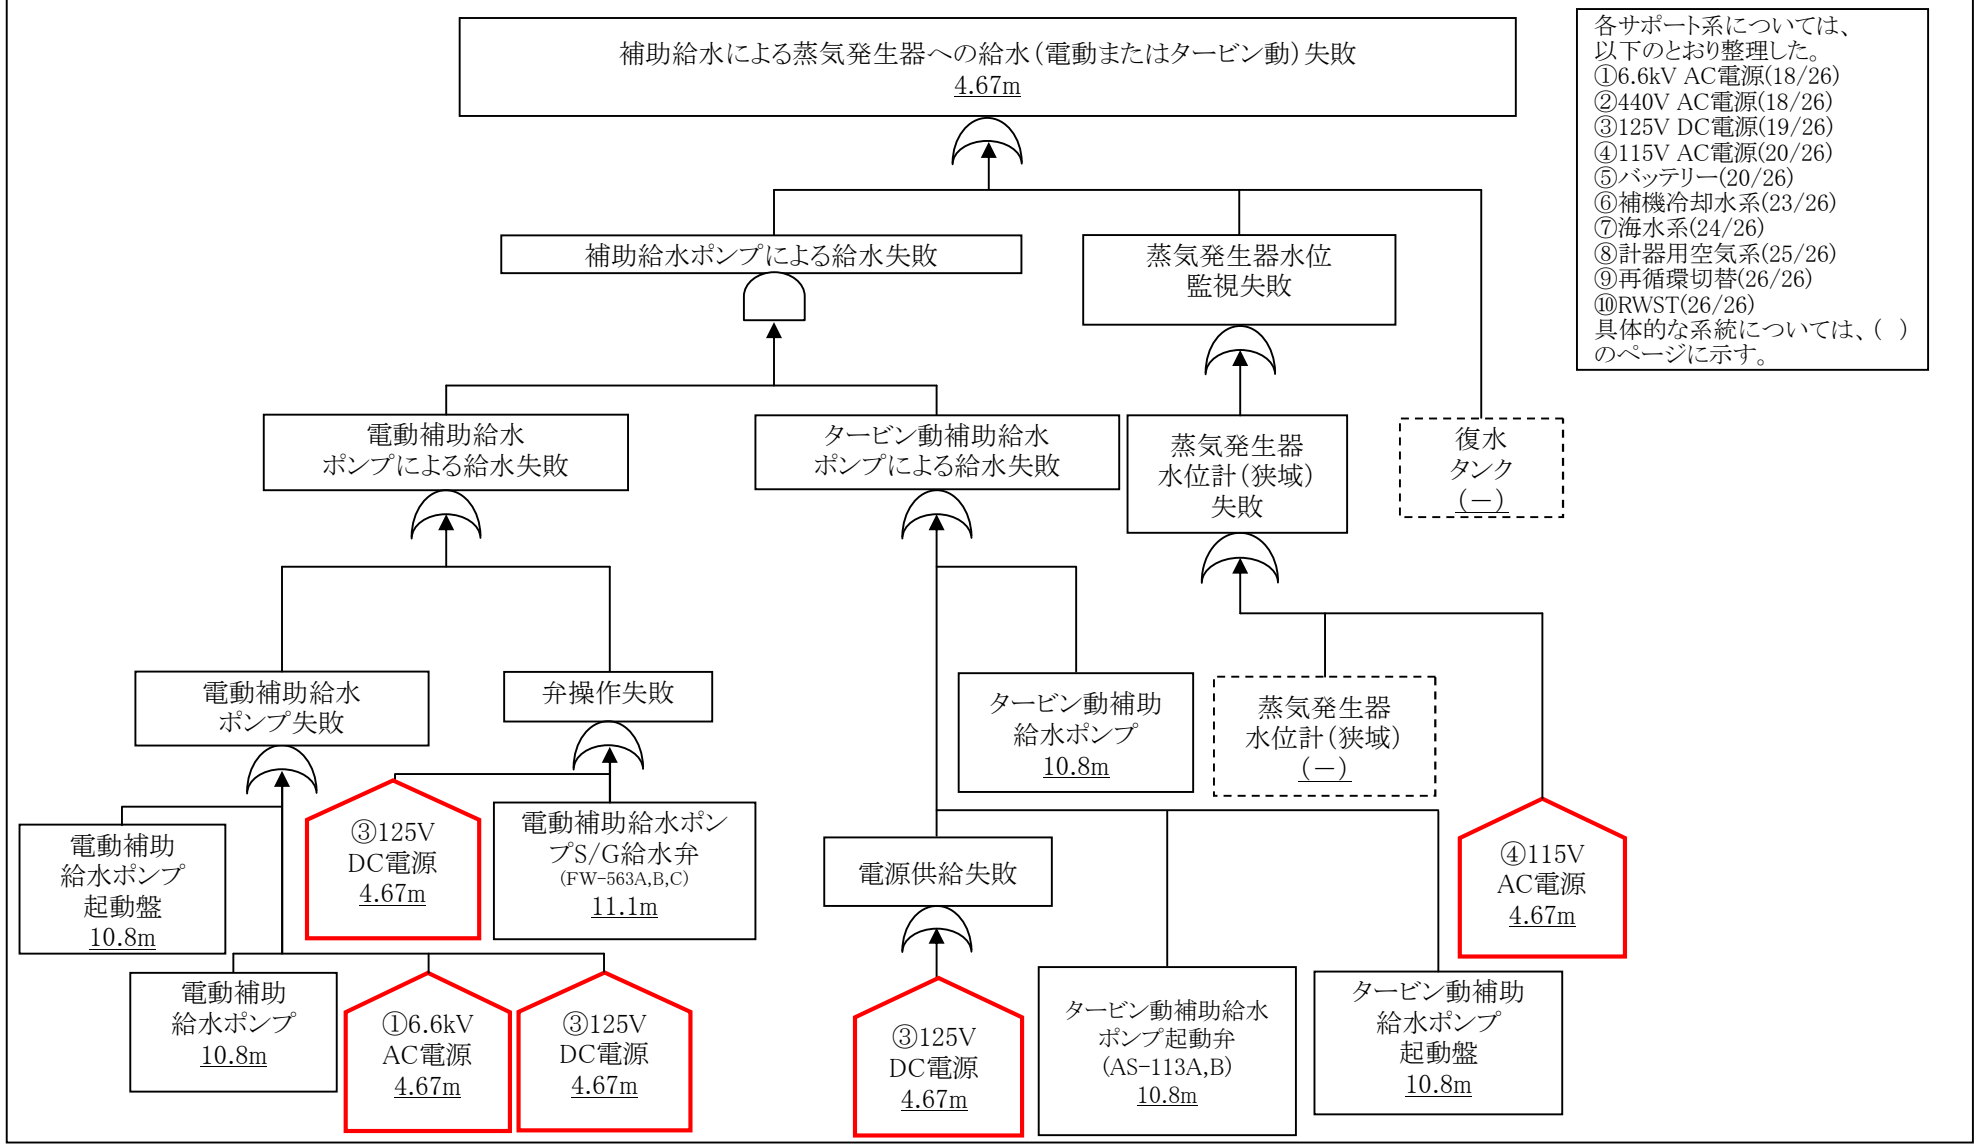 補助給水による蒸気発生器への給水(電動またはタービン動)失敗
4.67m
各サポート系については、
以下のとおり整理した。
①6.6kV AC電源(18/26)
②440V AC電源(18/26)
③125V DC電源(19/26)
④115V AC電源(20/26)
⑤バッテリー(20/26)
⑥補機冷却水系(23/26)
⑦海水系(24/26)
⑧計器用空気系(25/26)
⑨再循環切替(26/26)
⑩RWST(26/26)
具体的な系統については、( )
のページに示す。
補助給水ポンプによる給水失敗
蒸気発生器水位
監視失敗
電動補助給水
ポンプによる給水失敗
タービン動補助給水
ポンプによる給水失敗
蒸気発生器
水位計(狭域)
失敗
復水
タンク
(-)
電動補助給水
ポンプ失敗
弁操作失敗
タービン動補助
給水ポンプ
10.8m
蒸気発生器
水位計(狭域)
(-)
電動補助
給水ポンプ
起動盤
10.8m
③125V
DC電源
4.67m
電動補助給水ポン
プS/G給水弁
(FW-563A,B,C)
11.1m
電源供給失敗
④115V
AC電源
4.67m
電動補助
給水ポンプ
10.8m
①6.6kV
AC電源
4.67m
③125V
DC電源
4.67m
③125V
DC電源
4.67m
タービン動補助給水
ポンプ起動弁
(AS-113A,B)
10.8m
タービン動補助
給水ポンプ
起動盤
10.8m